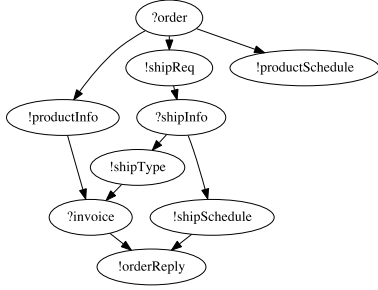 ?order
!shipReq
!productSchedule
!productInfo
?shipInfo
!shipType
?invoice
!shipSchedule
!orderReply